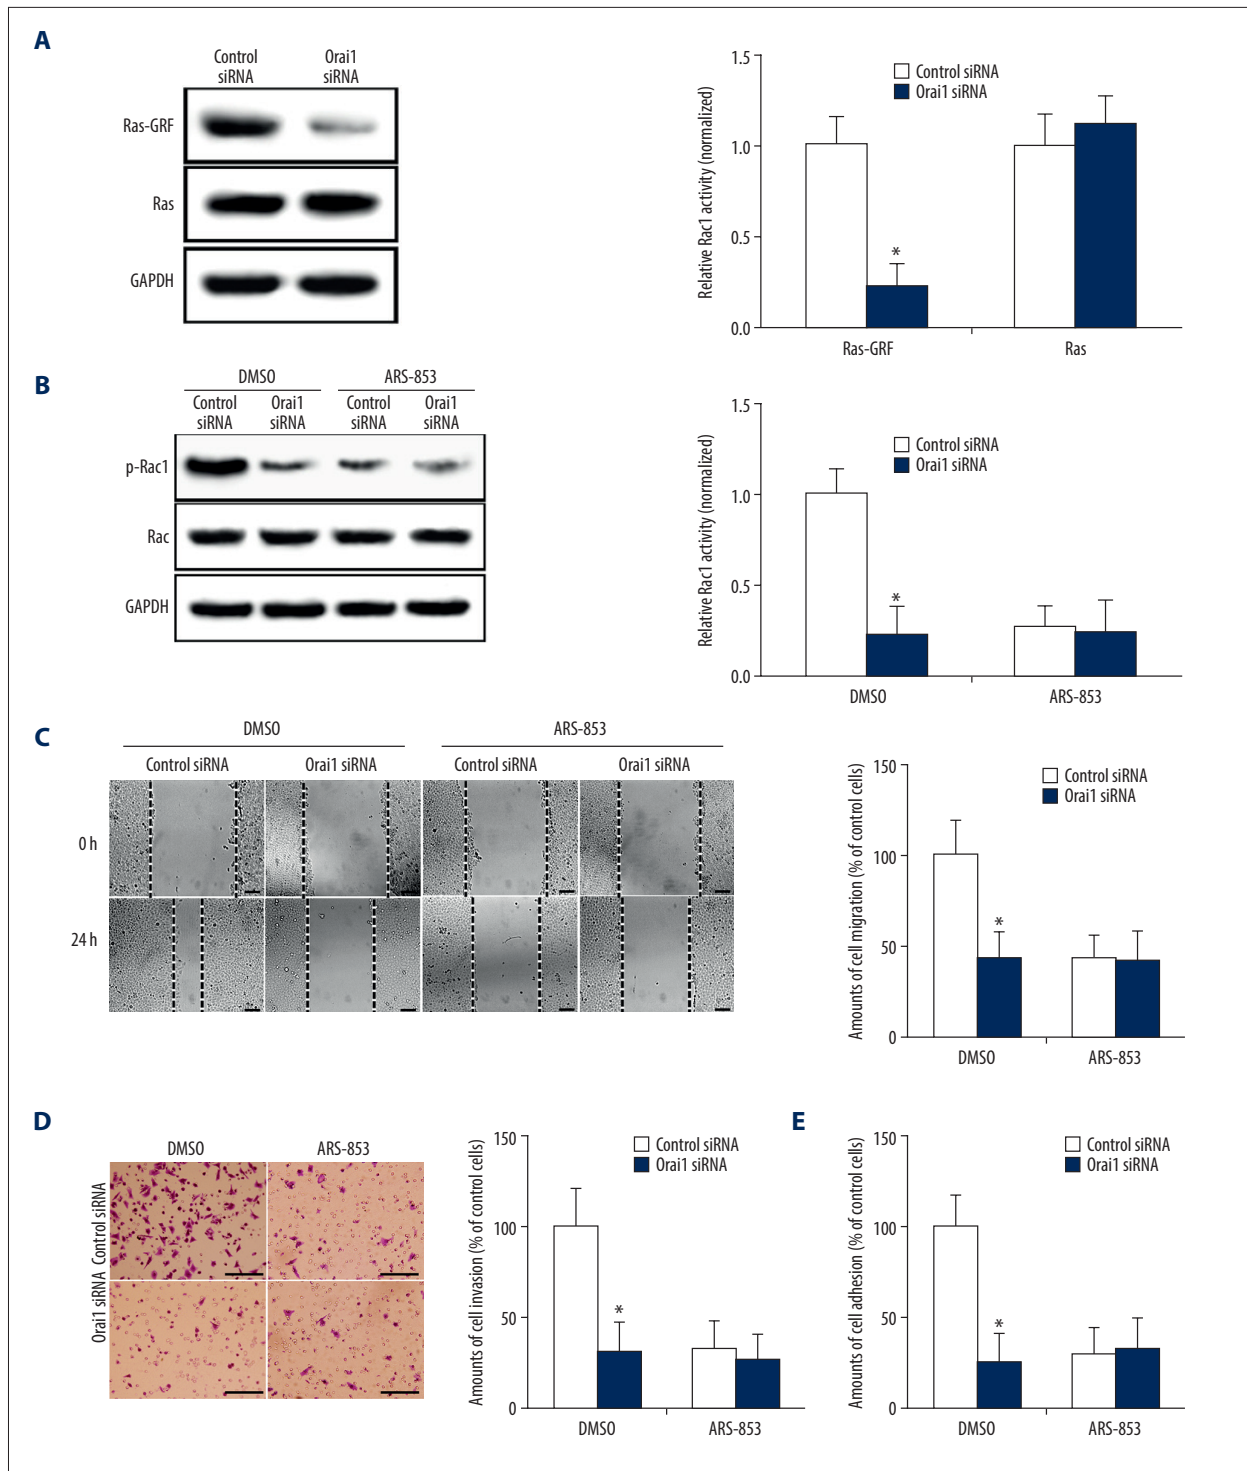 A
Control
siRNA
Orai1
siRNA
Ras-GRF
Ras
GAPDH
Relative Rac1 activity (normalized)
1.5
1.0
0.5
0.0
Control siRNA
Orai1 siRNA
*
Ras-GRF
Ras
B
DMSO
ARS-853
Control
siRNA
Orai1
siRNA
Control
siRNA
Orai1
siRNA
p-Rac1
Rac
GAPDH
Relative Rac1 activity (normalized)
1.5
1.0
0.5
0.0
Control siRNA
Orai1 siRNA
*
DMSO
ARS-853
C
DMSO
ARS-853
Control siRNA
Orai1 siRNA
Control siRNA
Orai1 siRNA
0 h
24 h
Amounts of cell migration (% of control cells)
150
100
50
0
Control siRNA
Orai1 siRNA
*
DMSO
ARS-853
D
DMSO
ARS-853
Control siRNA
Orai1 siRNA
Amounts of cell invasion (% of control cells)
150
100
50
0
Control siRNA
Orai1 siRNA
*
DMSO
ARS-853
E
Amounts of cell adhesion (% of control cells)
150
100
50
0
Control siRNA
Orai1 siRNA
*
DMSO
ARS-853